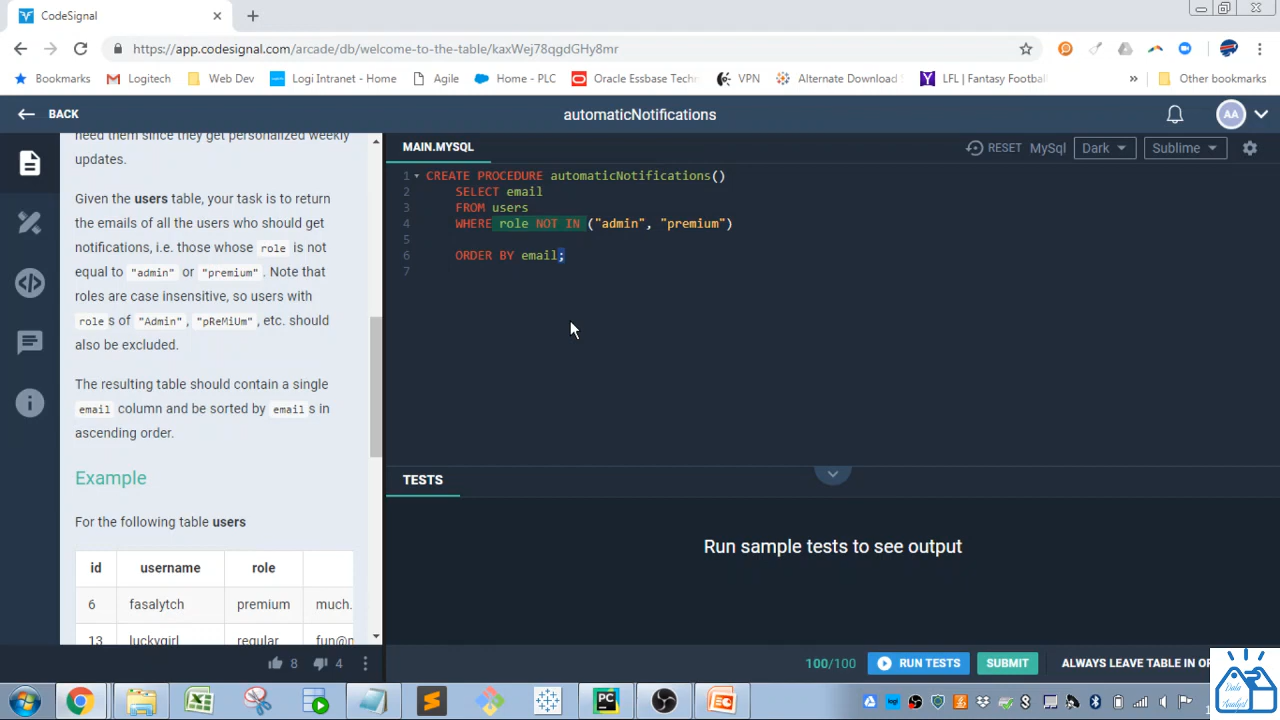 CodeSignal
https://app.codesignal.com/arcade/db/welcome-to-the-table/kaxWej78qgdGHy8mr
Bookmarks Logitech Web Dev Logi Intranet - Home Agile Home - PLC Oracle Essbase Techn VPN Alternate Download LFL | Fantasy Football » Other bookmarks
BACK automaticNotifications AA
need them since they get personalized weekly
updates.
Given the users table, your task is to return
the emails of all the users who should get
notifications, i.e. those whose role is not
equal to "admin" or "premium". Note that
roles are case insensitive, so users with
role s of "Admin", "pReMiUm", etc. should
also be excluded.
The resulting table should contain a single
email column and be sorted by email s in
ascending order.
Example
For the following table users
id username role
6 fasalytch premium much.
13 luckygirl regular fun@m
8 4
MAIN.MYSQL RESET MySql Dark Sublime
1 CREATE PROCEDURE automaticNotifications()
2 SELECT email
3 FROM users
4 WHERE role NOT IN ("admin", "premium")
5
6 ORDER BY email;
7
TESTS
Run sample tests to see output
100/100 RUN TESTS SUBMIT ALWAYS LEAVE TABLE IN OR
PC
logi
Data
Analyst